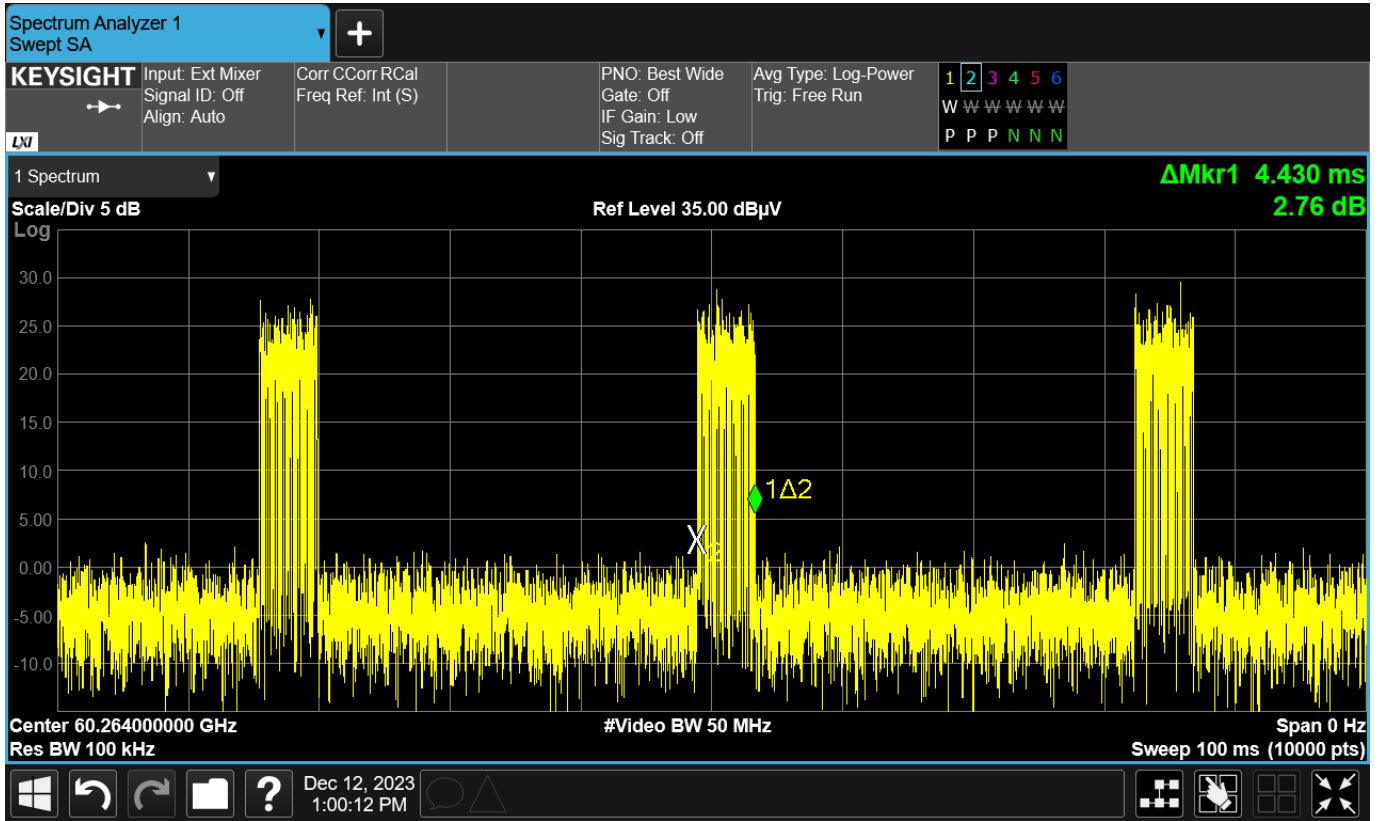 Spectrum Analyzer 1
Swept SA
KEYSIGHT
LXI
Input: Ext Mixer
Signal ID: Off
Align: Auto
Corr CCorr RCal
Freq Ref: Int (S)
PNO: Best Wide
Gate: Off
IF Gain: Low
Sig Track: Off
Avg Type: Log-Power
Trig: Free Run
1 2 3 4 5 6
W W W W W W
P P P N N N
1 Spectrum
ΔMkr1 4.430 ms
2.76 dB
Scale/Div 5 dB
Ref Level 35.00 dBµV
Log
30.0
25.0
20.0
15.0
10.0
5.00
0.00
-5.00
-10.0
1Δ2
X2
Center 60.264000000 GHz
#Video BW 50 MHz
Span 0 Hz
Res BW 100 kHz
Sweep 100 ms (10000 pts)
?
Dec 12, 2023
1:00:12 PM